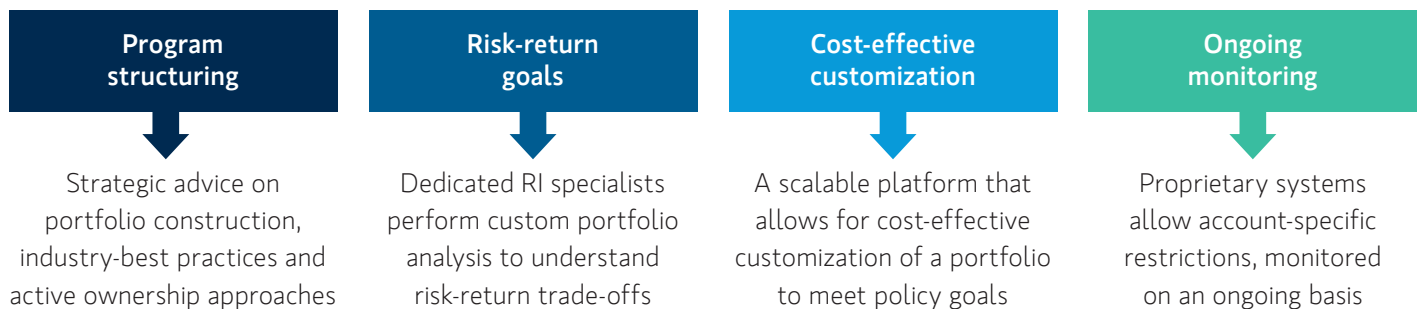 Program
structuring
Strategic advice on
portfolio construction,
industry-best practices and
active ownership approaches
Risk-return
goals
Dedicated RI specialists
perform custom portfolio
analysis to understand
risk-return trade-offs
Cost-effective
customization
A scalable platform that
allows for cost-effective
customization of a portfolio
to meet policy goals
Ongoing
monitoring
Proprietary systems
allow account-specific
restrictions, monitored
on an ongoing basis